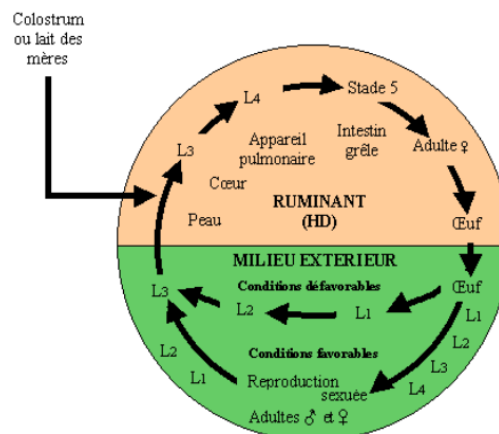 Colostrum
ou lait des
mères
L4
Stade 5
L3
Appareil
pulmonaire
Intestin
grêle
Adulte ♀
Cœur
Peau
RUMINANT
(HD)
Œuf
MILIEU EXTERIEUR
L3
Conditions défavorables
Œuf
L2
L1
L1
L2
L2
Conditions favorables
L3
L1
Reproduction
sexuée
L4
Adultes ♂ et ♀